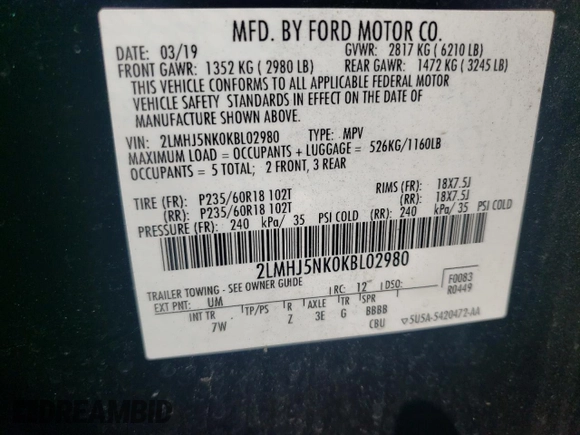 MFD. BY FORD MOTOR CO.
DATE: 03/19 GVWR: 2817 KG ( 6210 LB)
FRONT GAWR: 1352 KG ( 2980 LB) REAR GAWR: 1472 KG ( 3245 LB)
THIS VEHICLE CONFORMS TO ALL APPLICABLE FEDERAL MOTOR
VEHICLE SAFETY STANDARDS IN EFFECT ON THE DATE OF
MANUFACTURE SHOWN ABOVE.
VIN: 2LMHJ5NK0KBL02980 TYPE: MPV
MAXIMUM LOAD = OCCUPANTS + LUGGAGE = 526KG/1160LB
OCCUPANTS = 5 TOTAL; 2 FRONT, 3 REAR
TIRE (FR): P235/60R18 102T RIMS (FR): 18X7.5J
(RR): P235/60R18 102T (RR): 18X7.5J
PRESSURE (FR): 240 kPa/ 35 PSI COLD (RR): 240 kPa/ 35 PSI COLD
2LMHJ5NK0KBL02980
TRAILER TOWING - SEE OWNER GUIDE
EXT PNT: UM RC: 12 DSO: F0083
R0449
INT TR TP/PS R AXLE TR SPR
7W Z 3E G BBBB
CBU ▽5U5A-5420472-AA
DREAMBID